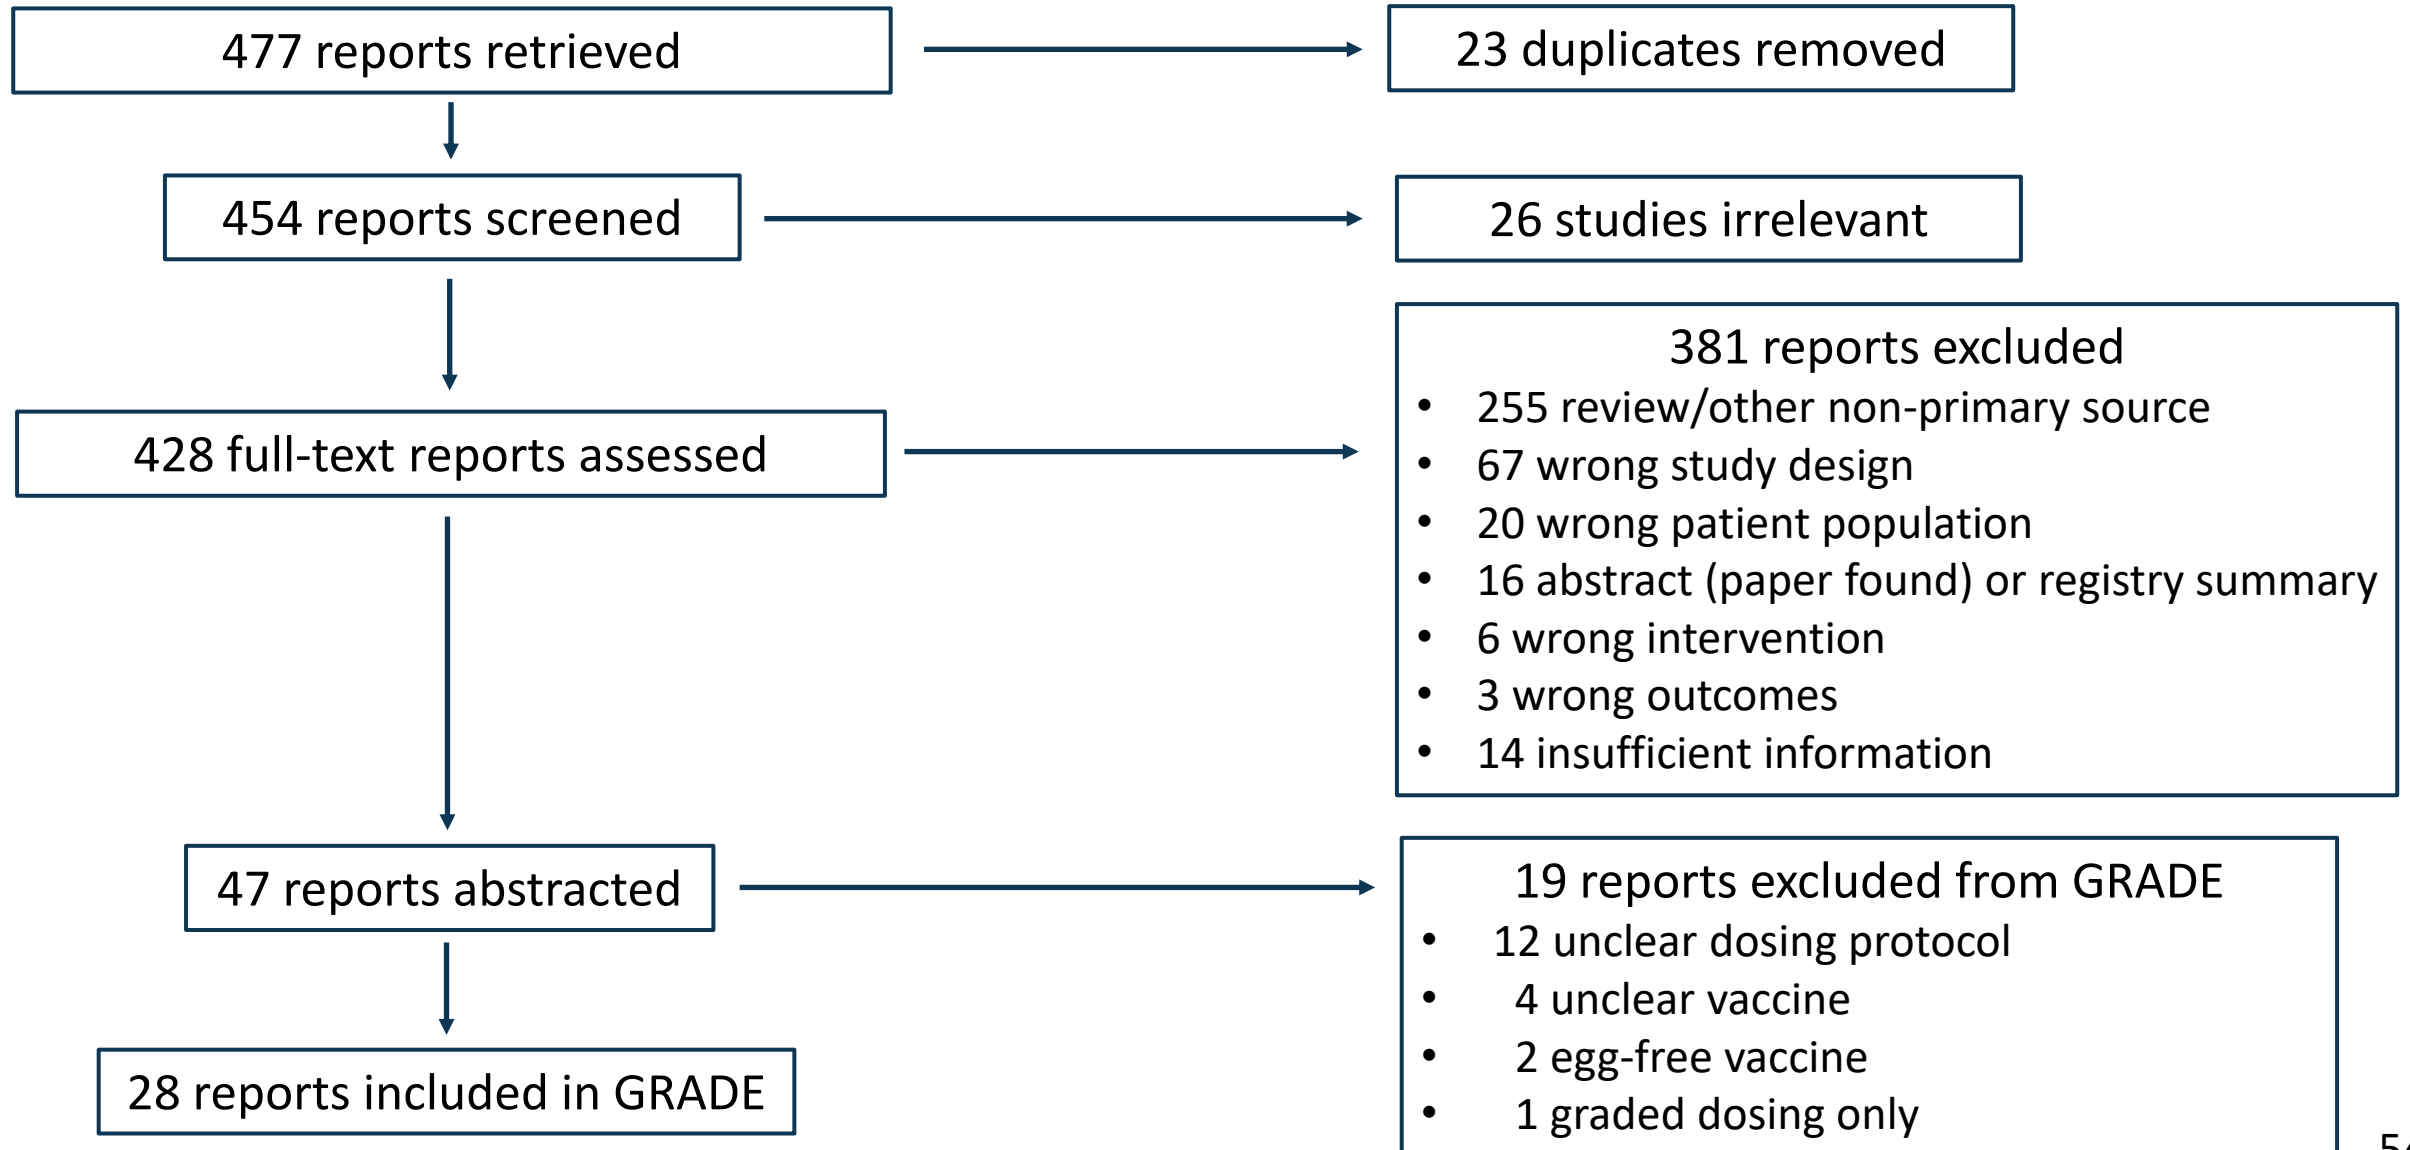 477 reports retrieved
23 duplicates removed
454 reports screened
26 studies irrelevant
428 full-text reports assessed
381 reports excluded
• 255 review/other non-primary source
• 67 wrong study design
• 20 wrong patient population
• 16 abstract (paper found) or registry summary
• 6 wrong intervention
• 3 wrong outcomes
• 14 insufficient information
47 reports abstracted
19 reports excluded from GRADE
• 12 unclear dosing protocol
• 4 unclear vaccine
• 2 egg-free vaccine
• 1 graded dosing only
28 reports included in GRADE